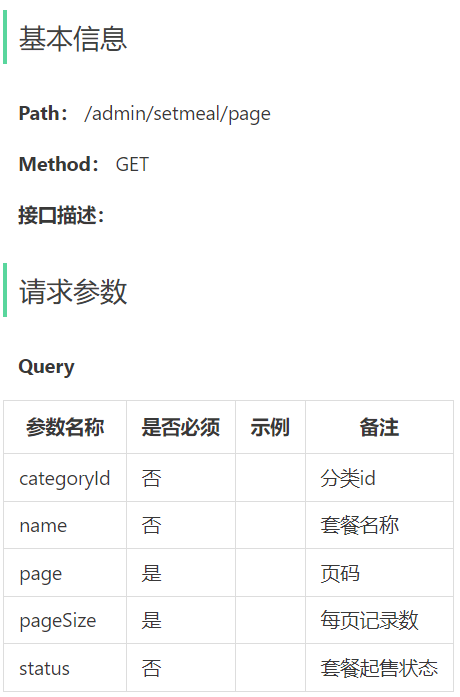 基本信息
Path： /admin/setmeal/page
Method： GET
接口描述：
请求参数
Query
参数名称 是否必须 示例 备注
categoryId 否 分类id
name 否 套餐名称
page 是 页码
pageSize 是 每页记录数
status 否 套餐起售状态